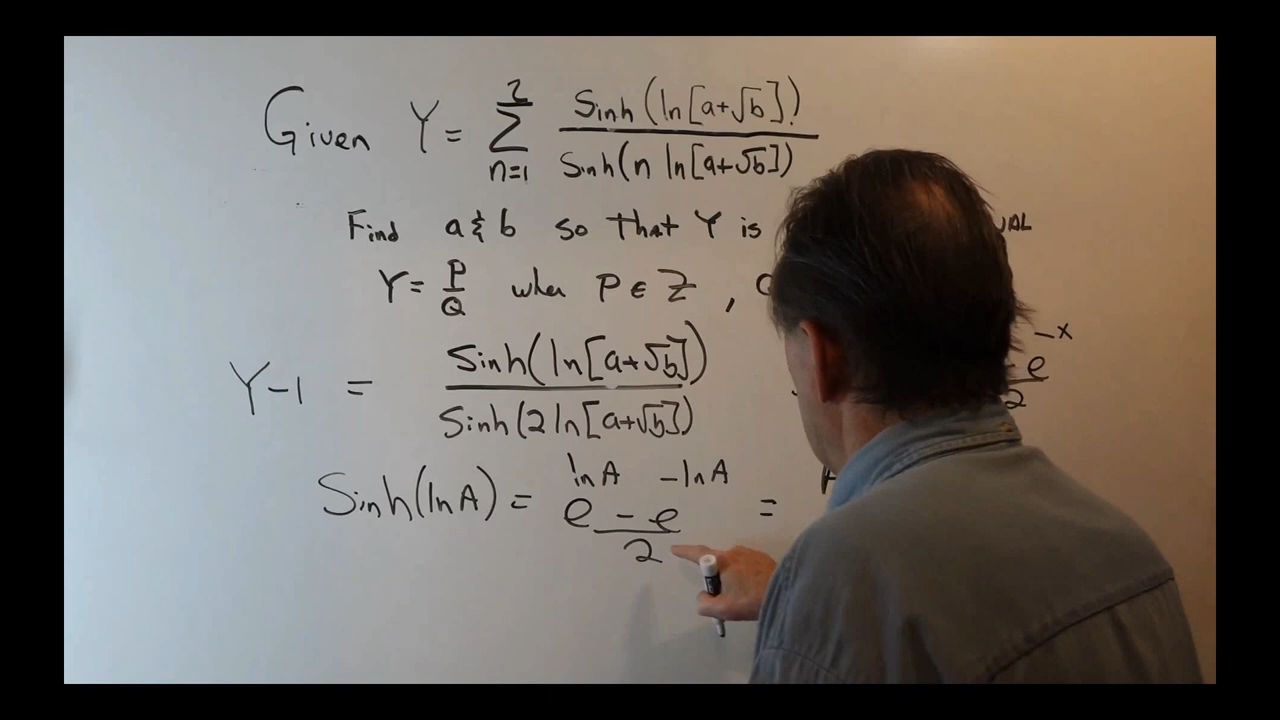 Given Y = 2 Σ n=1 Sinh(ln[a+√b]) / Sinh(n ln[a+√b])
Find a & b so that Y is
Y = P/Q when P ∈ Z ,
Y-1 = Sinh(ln[a+√b]) / Sinh(2 ln[a+√b])
-e^-x / 2
Sinh(lnA) = e^lnA - e^-lnA / 2 =